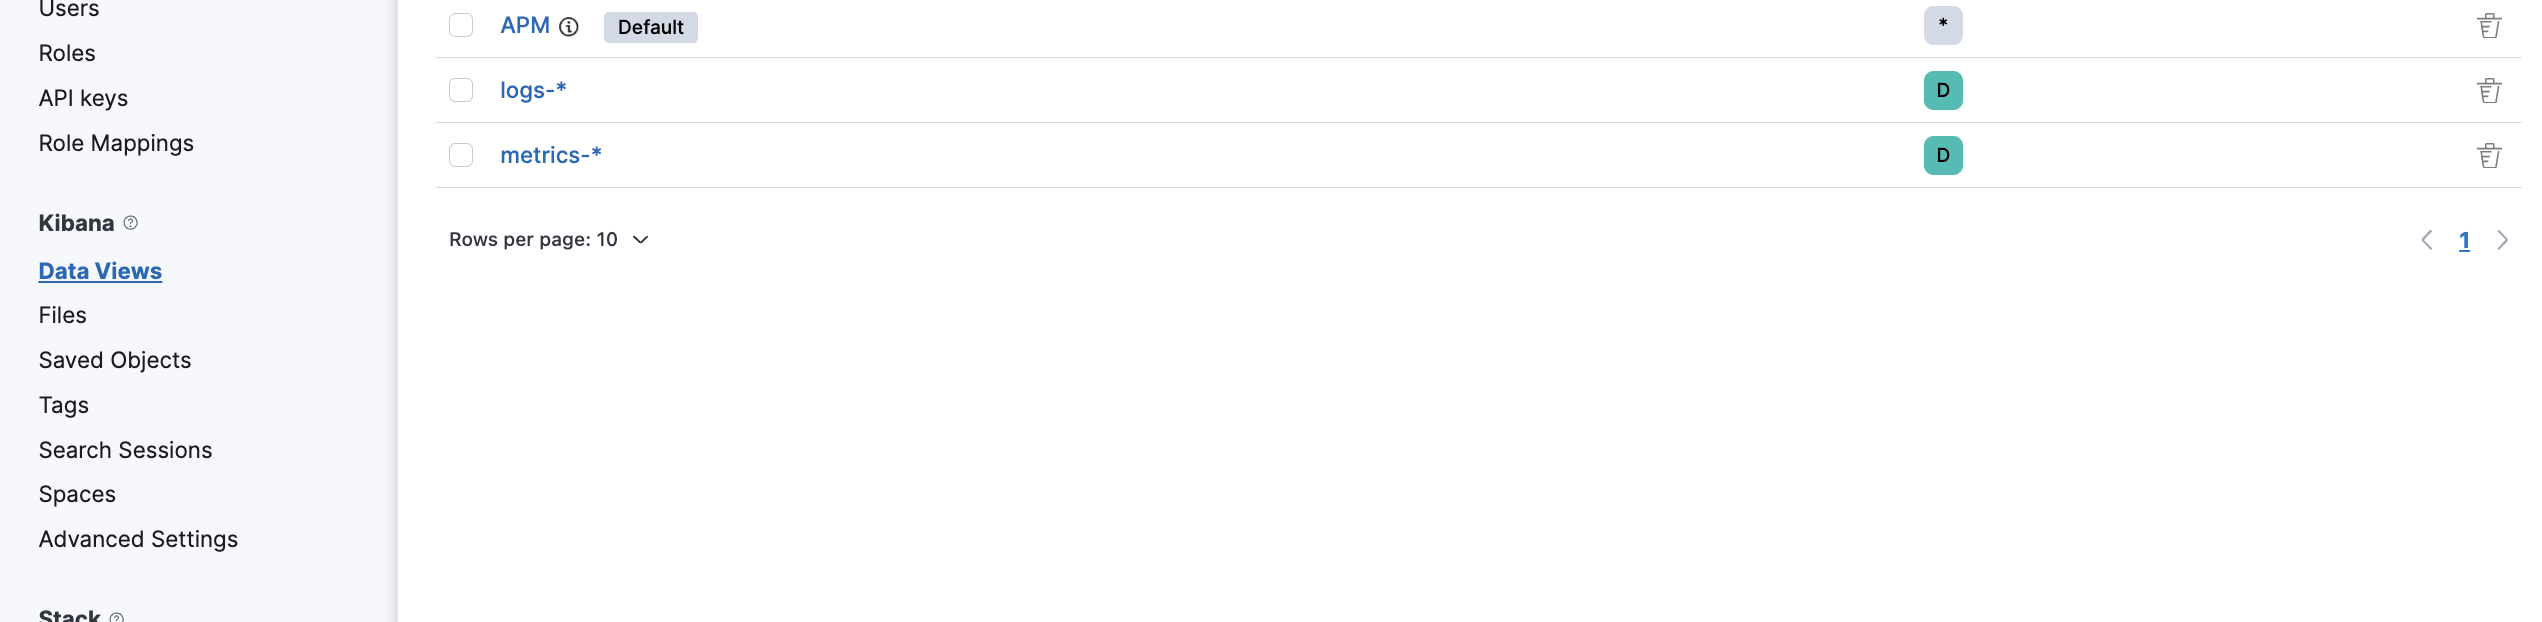 Users
Roles
API keys
Role Mappings
Kibana
Data Views
Files
Saved Objects
Tags
Search Sessions
Spaces
Advanced Settings
Stack
APM Default *
logs-* D
metrics-* D
Rows per page: 10
1